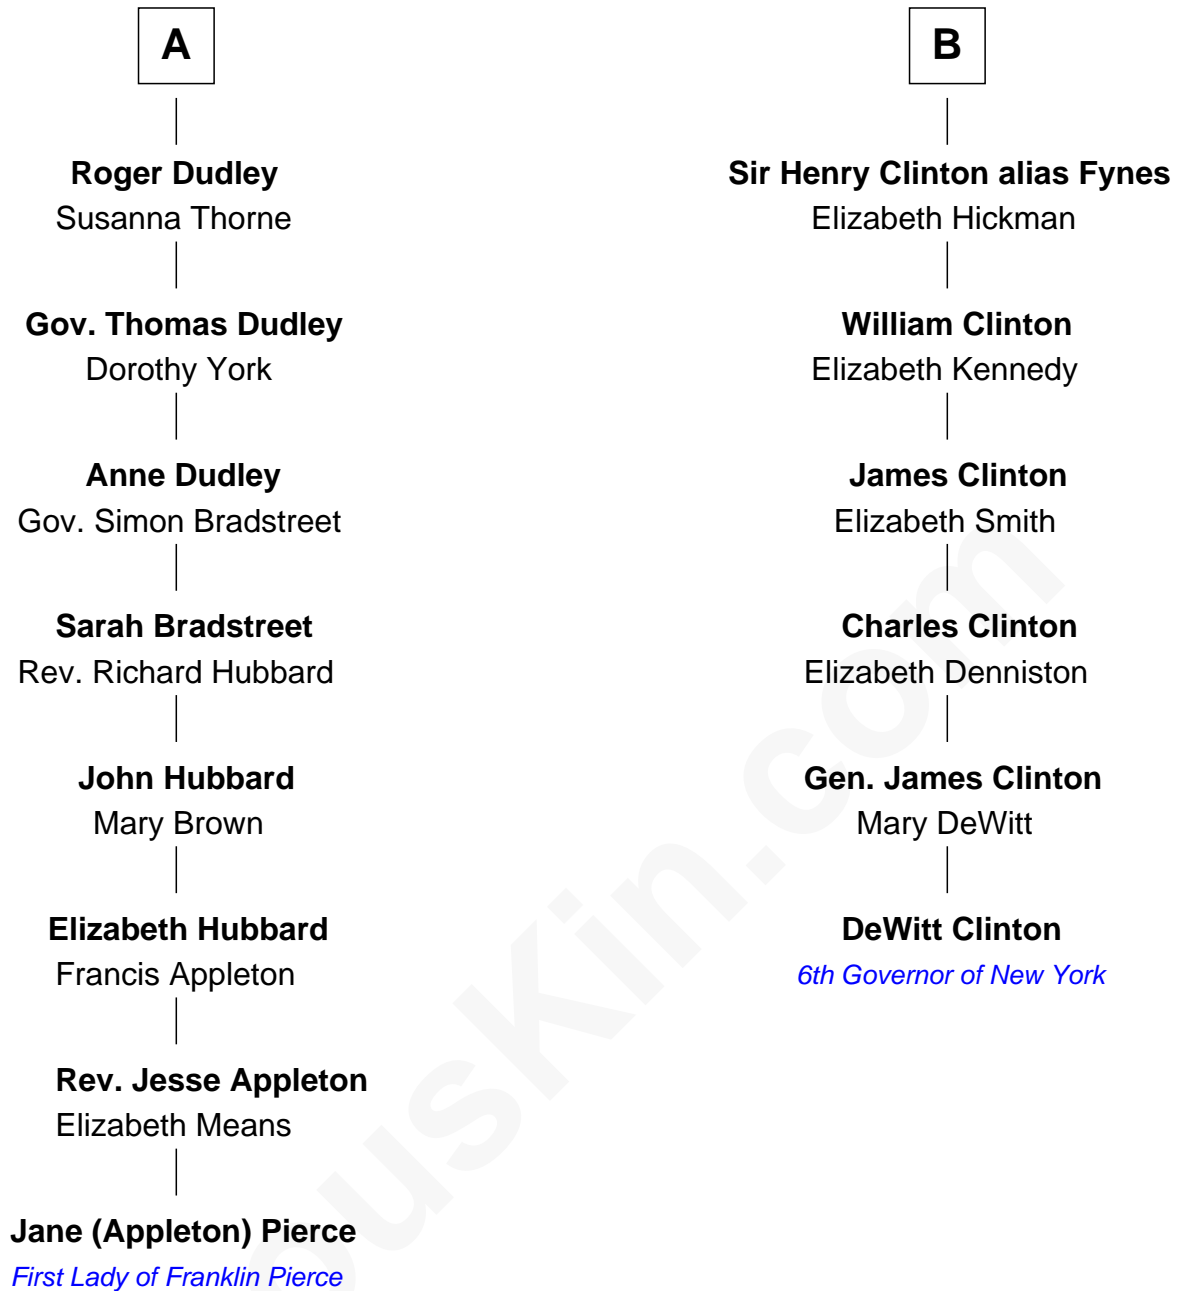 A
Roger Dudley
Susanna Thorne
Gov. Thomas Dudley
Dorothy York
Anne Dudley
Gov. Simon Bradstreet
Sarah Bradstreet
Rev. Richard Hubbard
John Hubbard
Mary Brown
Elizabeth Hubbard
Francis Appleton
Rev. Jesse Appleton
Elizabeth Means
Jane (Appleton) Pierce
First Lady of Franklin Pierce
B
Sir Henry Clinton alias Fynes
Elizabeth Hickman
William Clinton
Elizabeth Kennedy
James Clinton
Elizabeth Smith
Charles Clinton
Elizabeth Denniston
Gen. James Clinton
Mary DeWitt
DeWitt Clinton
6th Governor of New York
ousKin.com